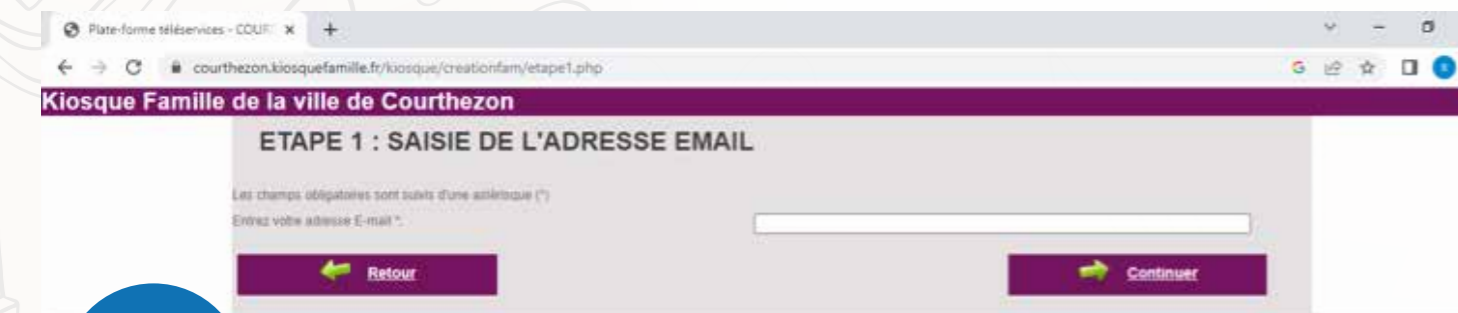 Plate-forme téléservices - COUR
courthezon.kiosquefamille.fr/kiosque/creationfam/etape1.php
Kiosque Famille de la ville de Courthezon
ETAPE 1 : SAISIE DE L'ADRESSE EMAIL
Les champs obligatoires sont suivis d'une astérisque (*)
Entrez votre adresse E-mail *:
Retour Continuer